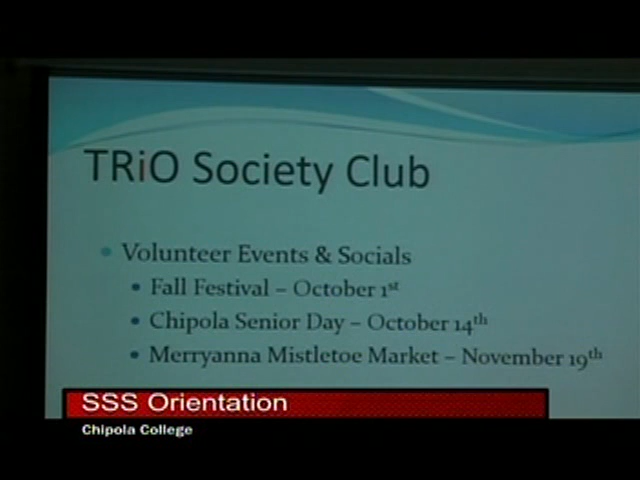 TRiO Society Club
• Volunteer Events & Socials
• Fall Festival – October 1st
• Chipola Senior Day – October 14th
• Merryanna Mistletoe Market – November 19th
SSS Orientation
Chipola College